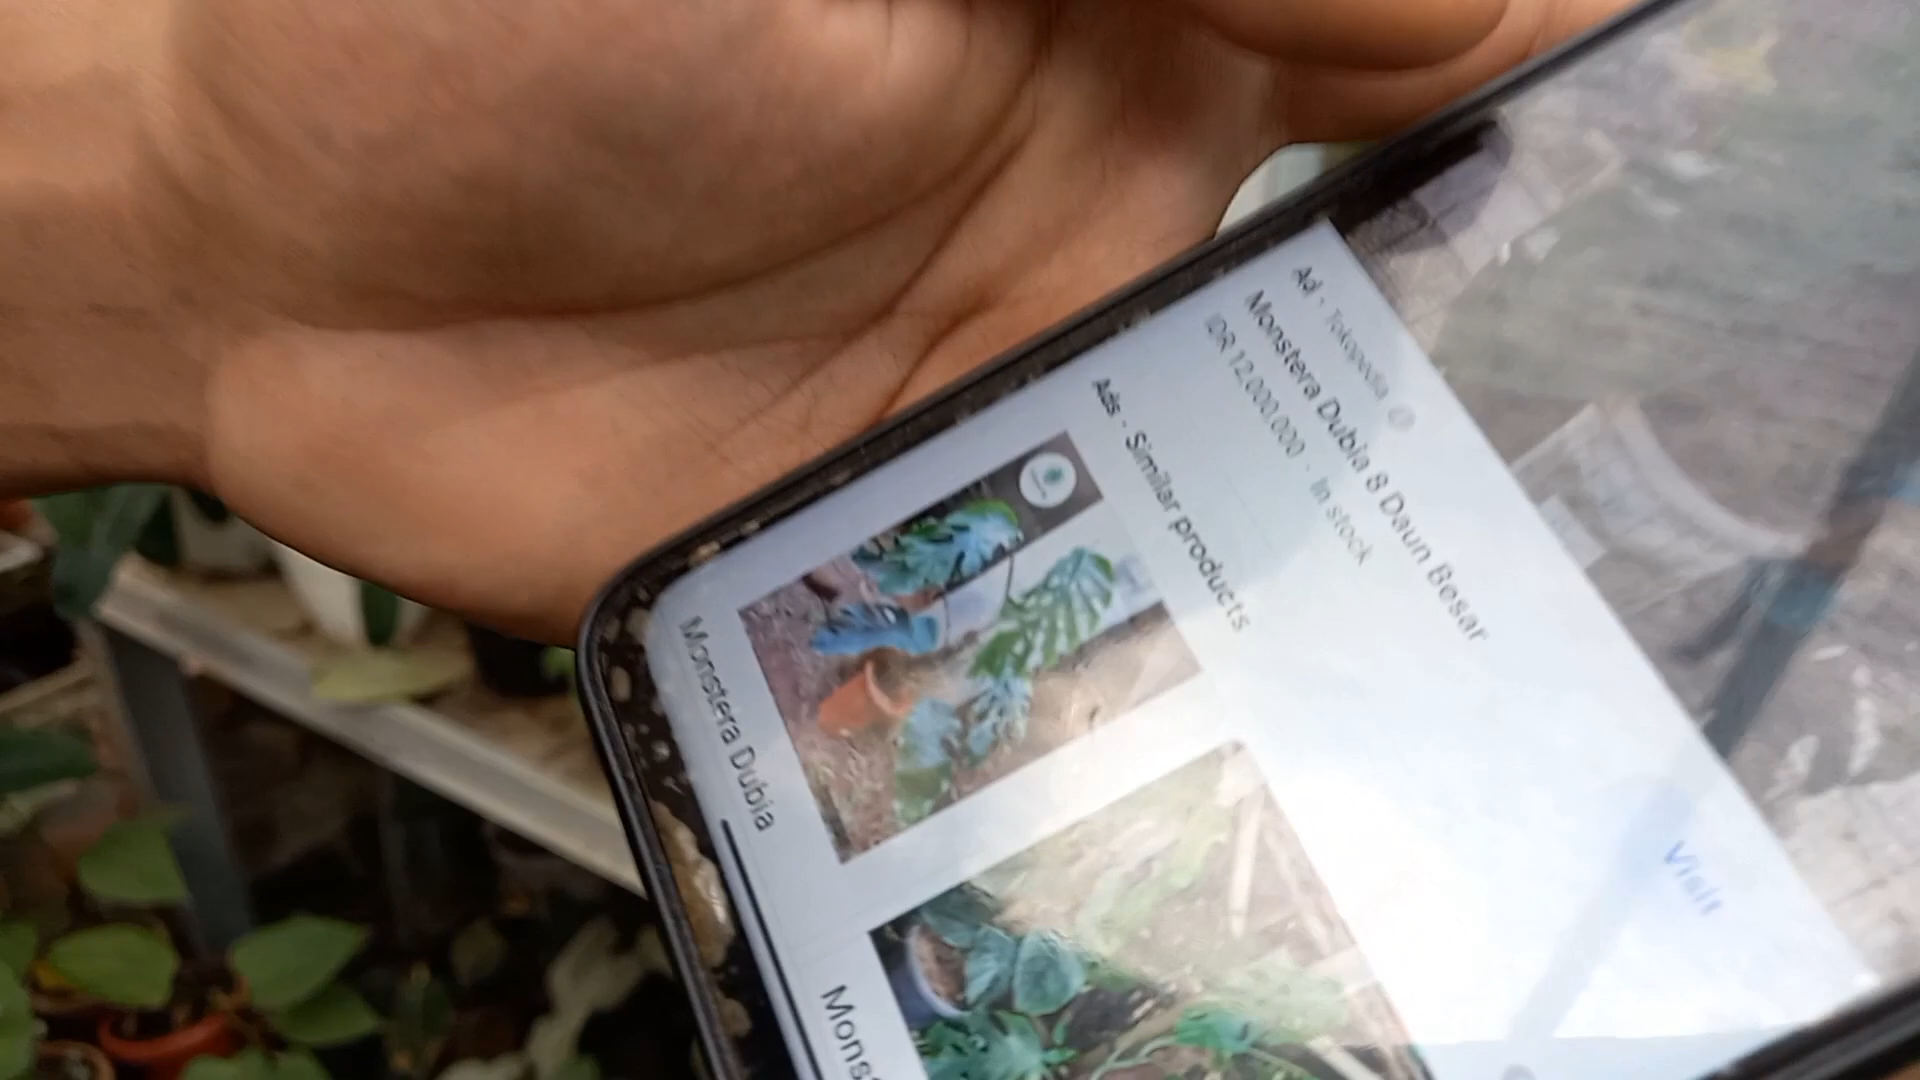 Ad · Tokopedia
Monstera Dubia 8 Daun Besar
IDR 12,000,000 · In stock
Visit
Ads · Similar products
Monstera Dubia
Mons